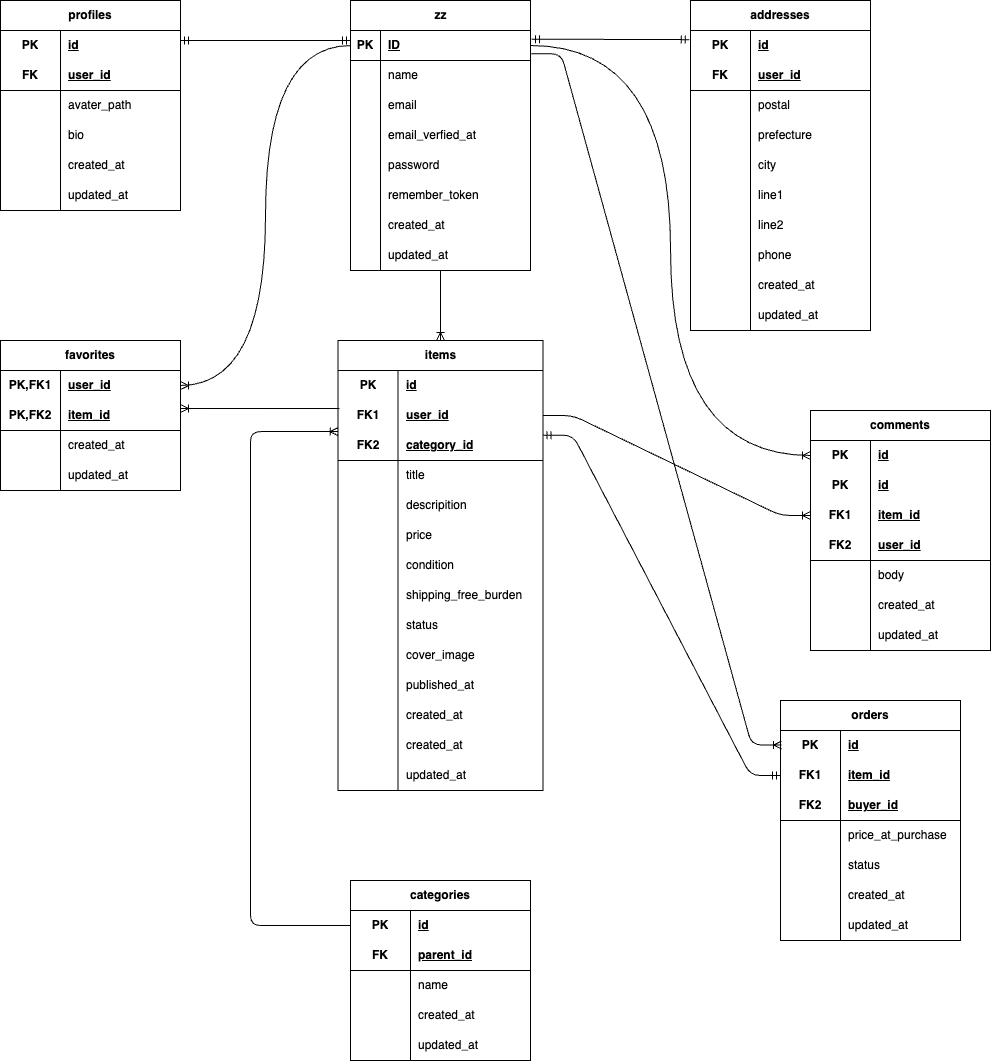 profiles
PK id
FK user_id
avater_path
bio
created_at
updated_at
zz
PK ID
name
email
email_verfied_at
password
remember_token
created_at
updated_at
addresses
PK id
FK user_id
postal
prefecture
city
line1
line2
phone
created_at
updated_at
favorites
PK,FK1 user_id
PK,FK2 item_id
created_at
updated_at
items
PK id
FK1 user_id
FK2 category_id
title
descripition
price
condition
shipping_free_burden
status
cover_image
published_at
created_at
created_at
updated_at
comments
PK id
PK id
FK1 item_id
FK2 user_id
body
created_at
updated_at
orders
PK id
FK1 item_id
FK2 buyer_id
price_at_purchase
status
created_at
updated_at
categories
PK id
FK parent_id
name
created_at
updated_at